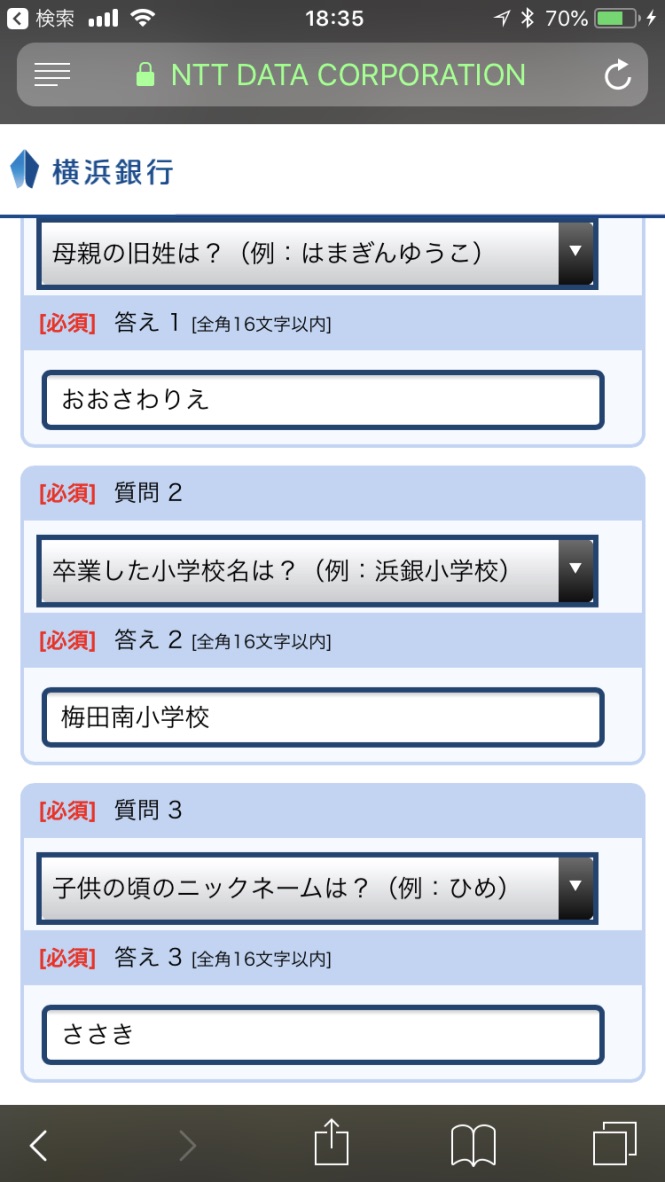 検索 18:35 70%
NTT DATA CORPORATION
横浜銀行
母親の旧姓は？（例：はまぎんゆうこ）
[必須] 答え 1 [全角16文字以内]
おおさわりえ
[必須] 質問 2
卒業した小学校名は？（例：浜銀小学校）
[必須] 答え 2 [全角16文字以内]
梅田南小学校
[必須] 質問 3
子供の頃のニックネームは？（例：ひめ）
[必須] 答え 3 [全角16文字以内]
ささき